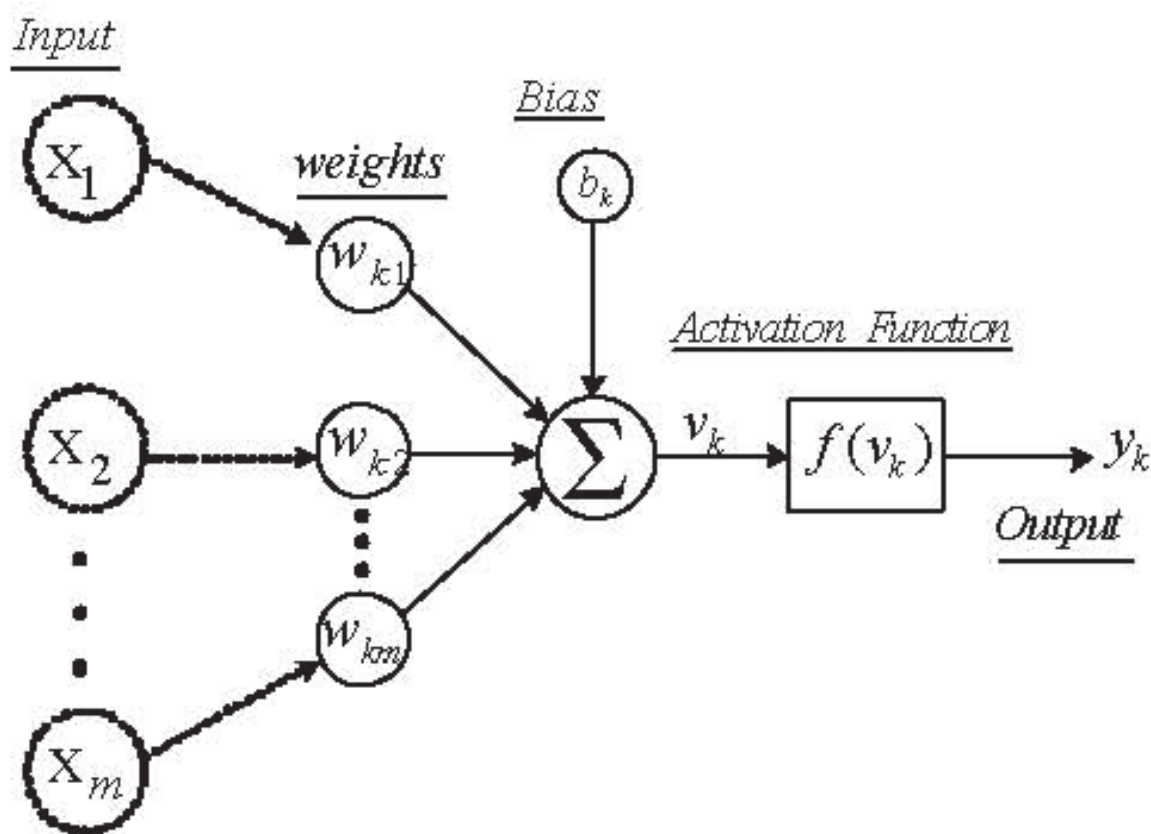 Input
X1
weights
wk1
Bias
bk
Activation Function
X2
wk2
Σ
vk
f(vk)
yk
Output
wkm
Xm